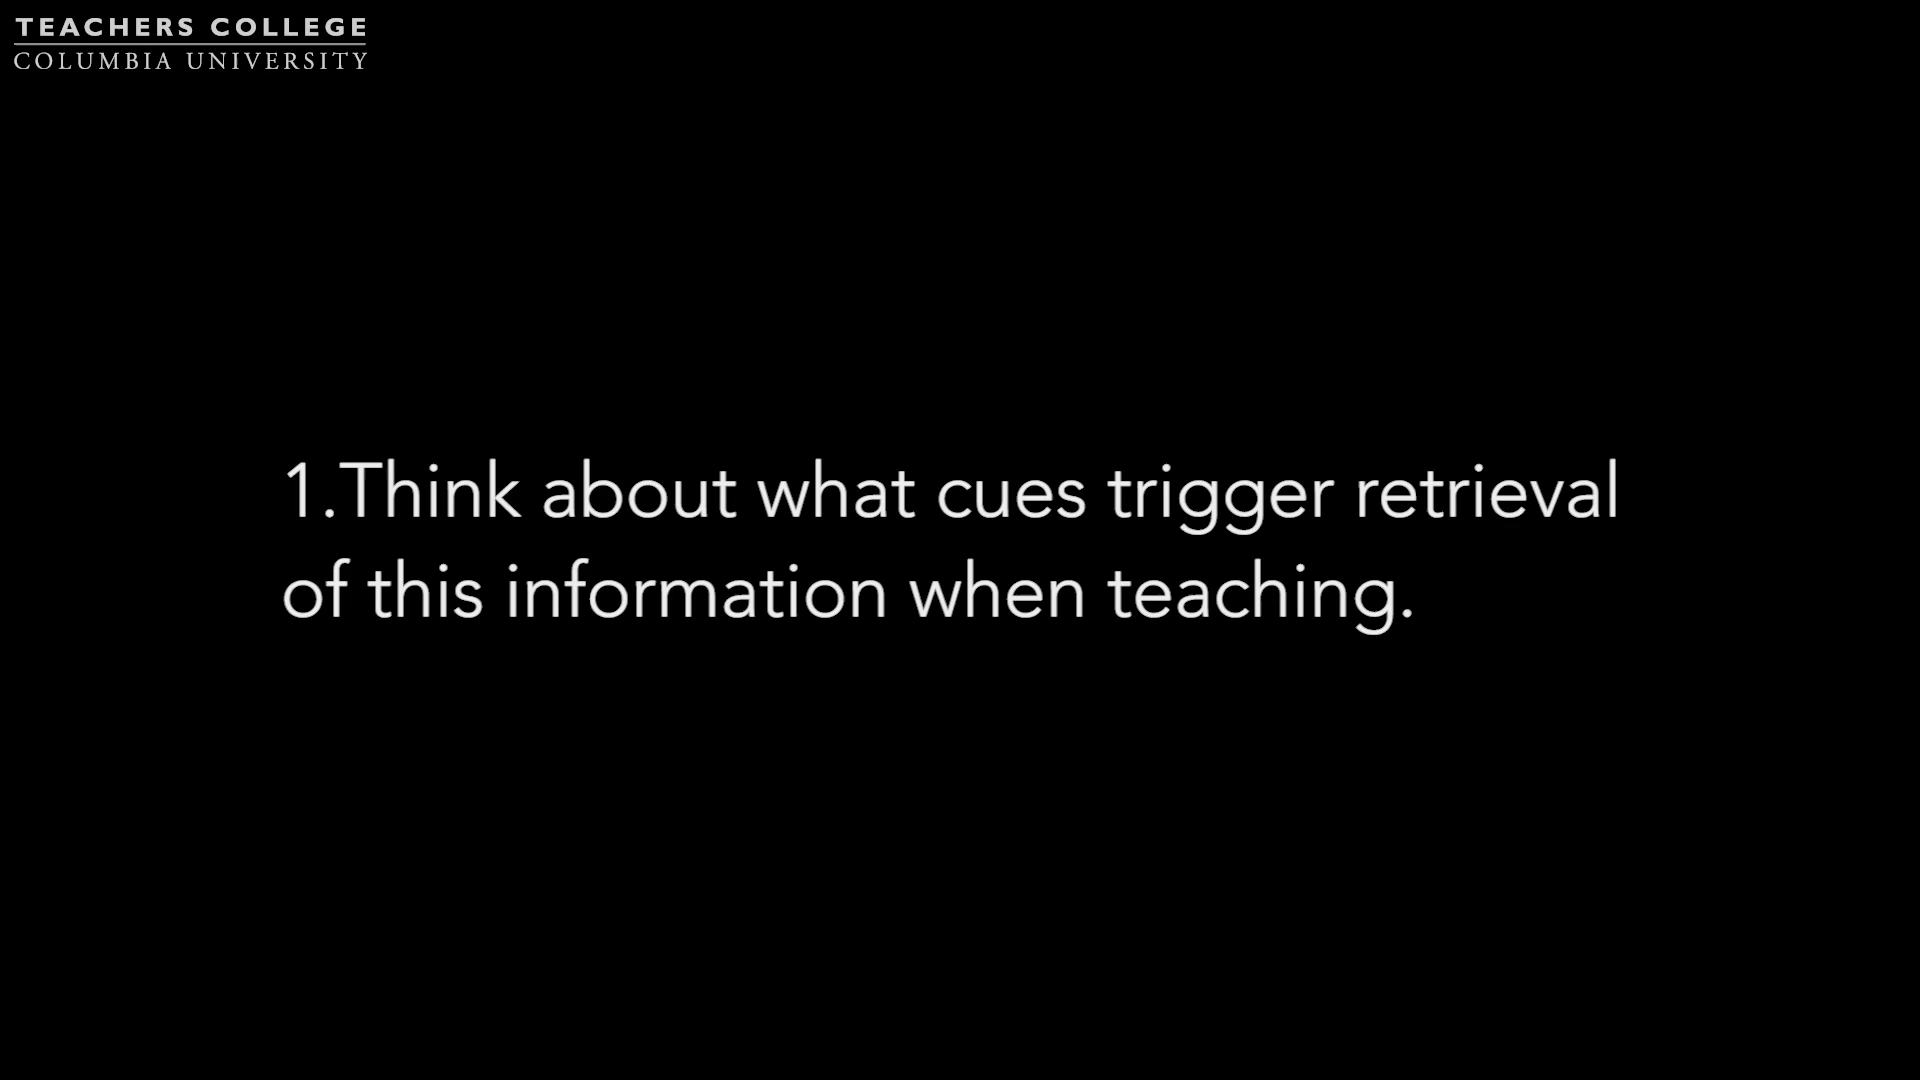 TEACHERS COLLEGE
COLUMBIA UNIVERSITY
1.Think about what cues trigger retrieval
of this information when teaching.